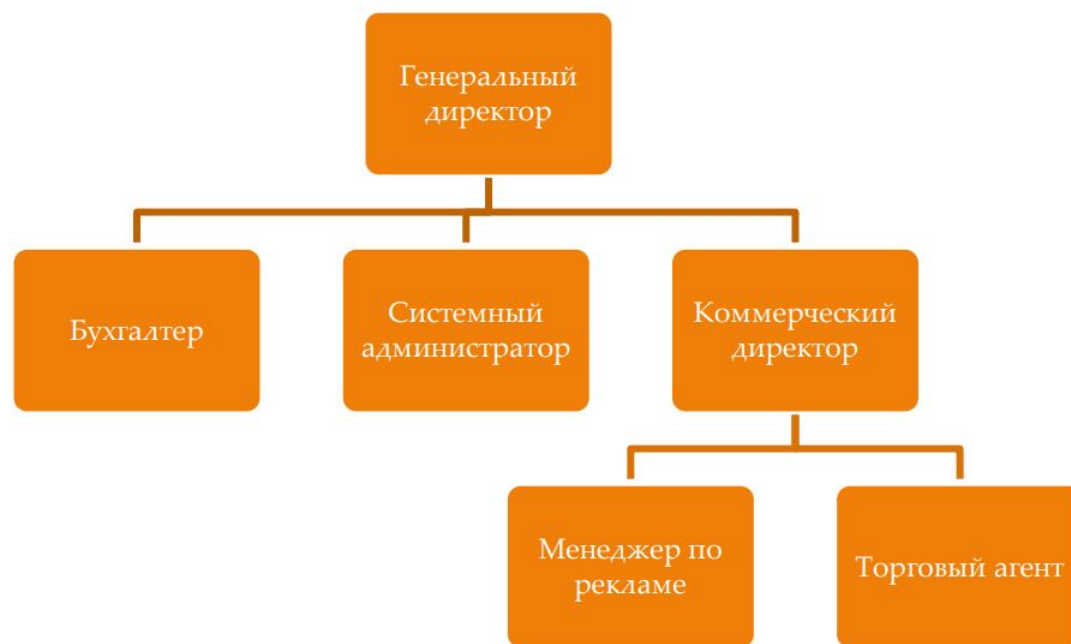 Генеральный
директор
Бухгалтер
Системный
администратор
Коммерческий
директор
Менеджер по
рекламе
Торговый агент